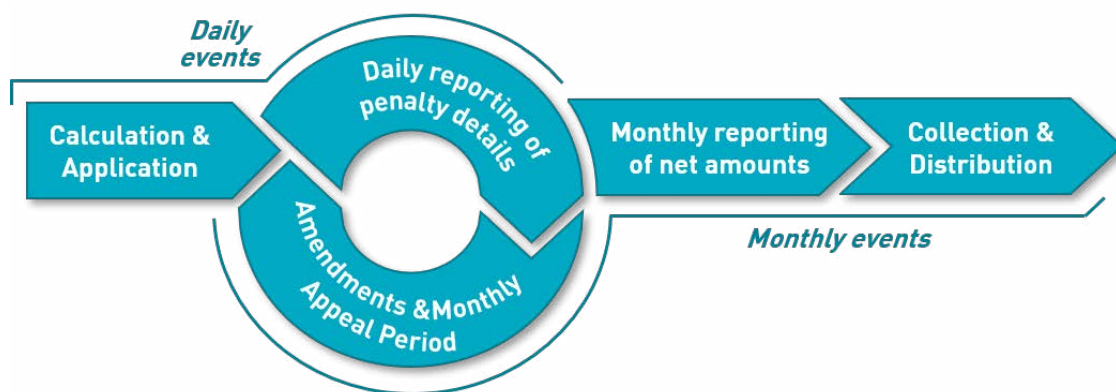 Daily
events
Calculation &
Application
Daily reporting of
penalty details
Amendments &Monthly
Appeal Period
Monthly reporting
of net amounts
Collection &
Distribution
Monthly events